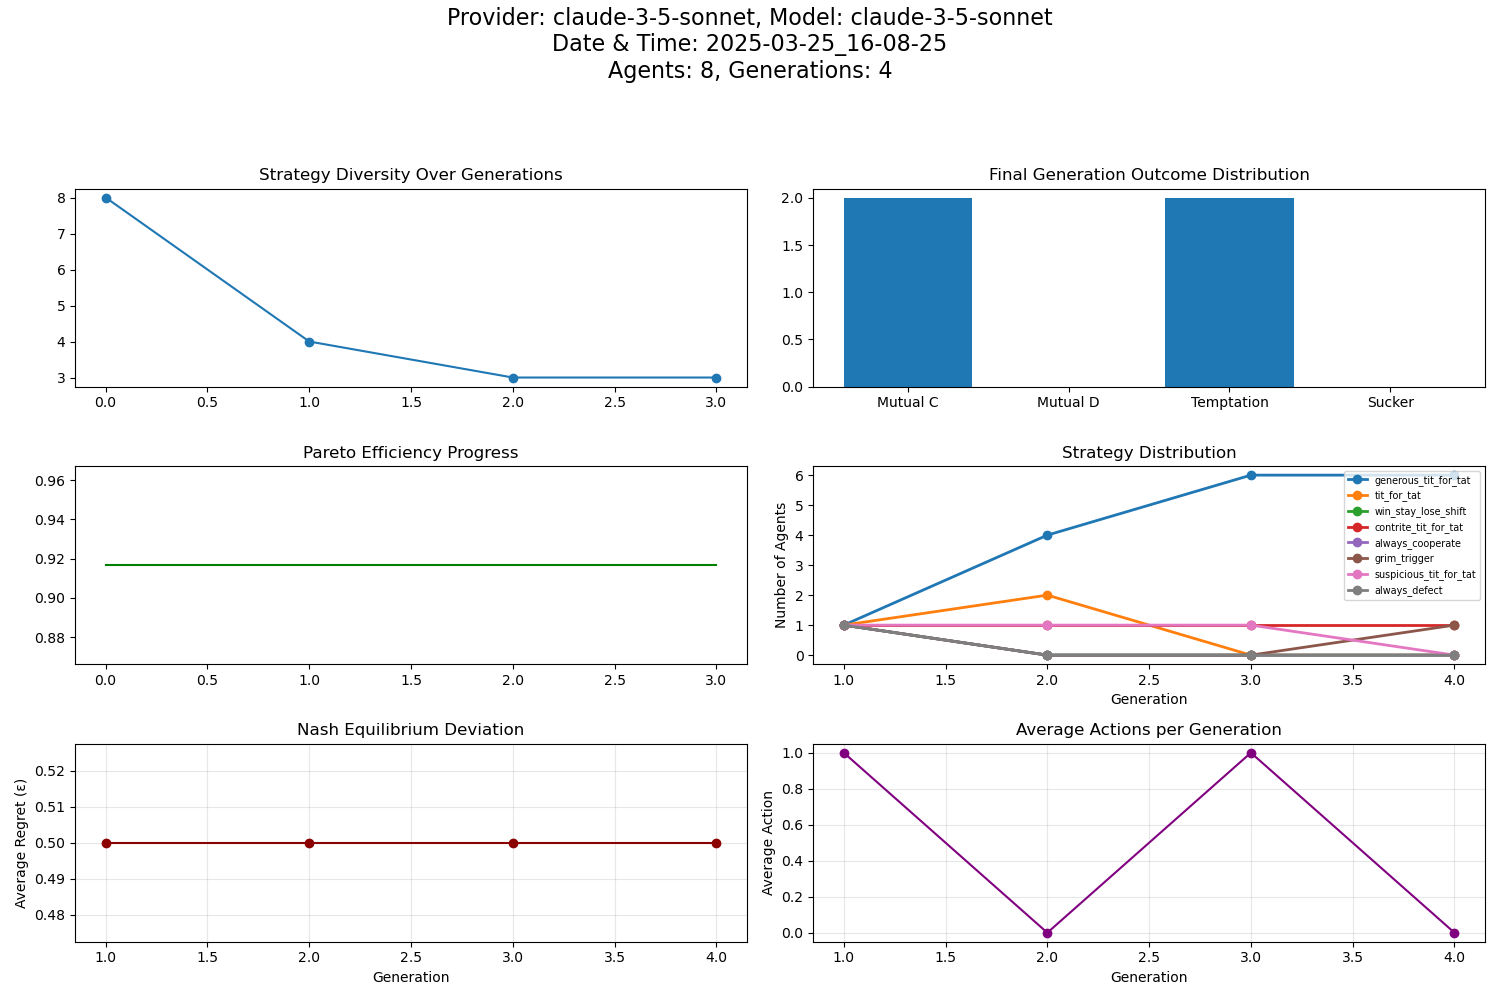 Provider: claude-3-5-sonnet, Model: claude-3-5-sonnet
Date & Time: 2025-03-25_16-08-25
Agents: 8, Generations: 4
Strategy Diversity Over Generations
8
7
6
5
4
3
0.0 0.5 1.0 1.5 2.0 2.5 3.0
Final Generation Outcome Distribution
2.0
1.5
1.0
0.5
0.0
Mutual C Mutual D Temptation Sucker
Pareto Efficiency Progress
0.96
0.94
0.92
0.90
0.88
0.0 0.5 1.0 1.5 2.0 2.5 3.0
Strategy Distribution
Number of Agents
6
5
4
3
2
1
0
generous_tit_for_tat
tit_for_tat
win_stay_lose_shift
contrite_tit_for_tat
always_cooperate
grim_trigger
suspicious_tit_for_tat
always_defect
1.0 1.5 2.0 2.5 3.0 3.5 4.0
Generation
Nash Equilibrium Deviation
Average Regret (ε)
0.52
0.51
0.50
0.49
0.48
1.0 1.5 2.0 2.5 3.0 3.5 4.0
Generation
Average Actions per Generation
Average Action
1.0
0.8
0.6
0.4
0.2
0.0
1.0 1.5 2.0 2.5 3.0 3.5 4.0
Generation